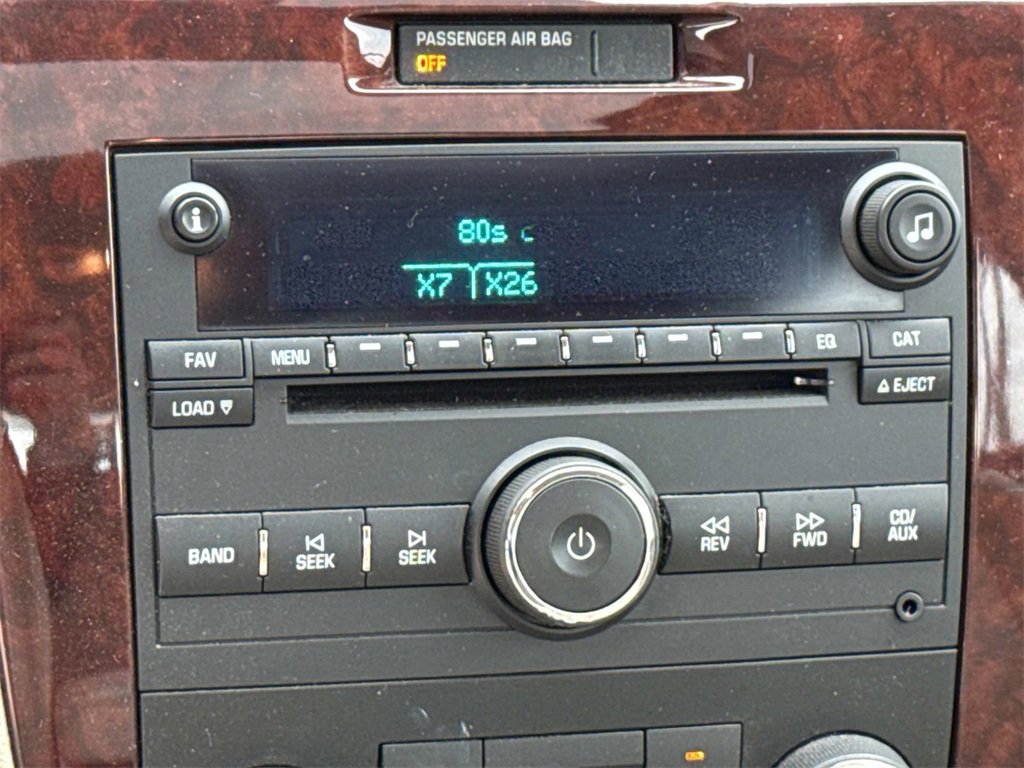 PASSENGER AIR BAG
OFF
80s c
X7 X26
FAV
MENU
EQ
CAT
LOAD
EJECT
BAND
SEEK
SEEK
REV
FWD
CD/
AUX